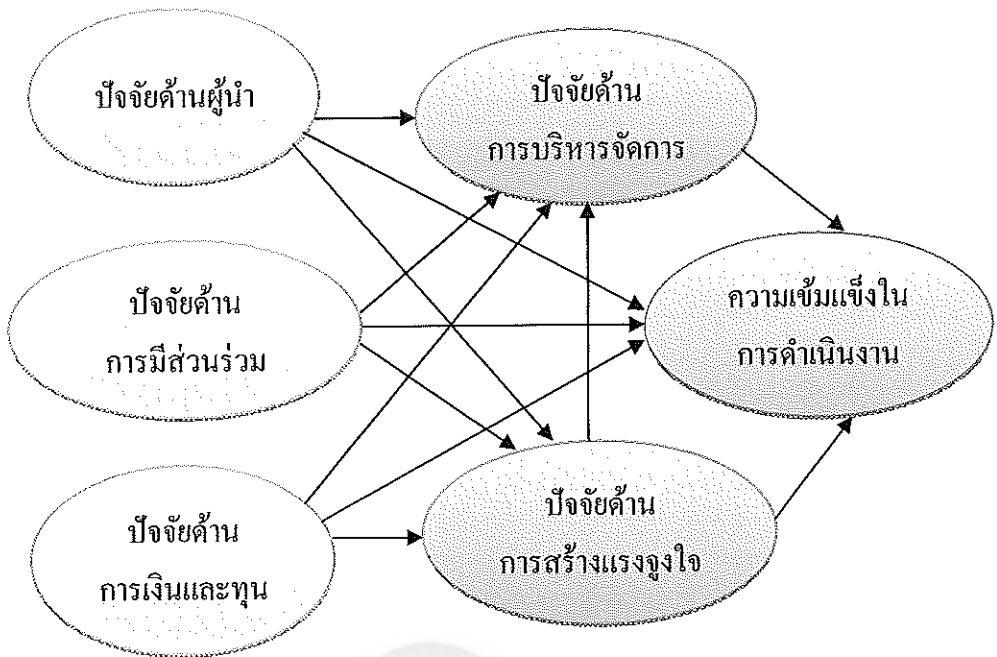 ปัจจัยด้านผู้นำ
ปัจจัยด้าน
การบริหารจัดการ
ปัจจัยด้าน
การมีส่วนร่วม
ความเข้มแข็งใน
การดำเนินงาน
ปัจจัยด้าน
การเงินและทุน
ปัจจัยด้าน
การสร้างแรงจูงใจ